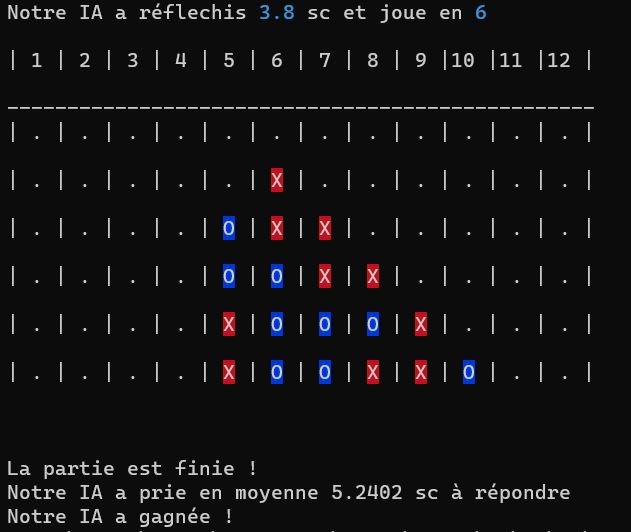 Notre IA a réflechis 3.8 sc et joue en 6
| 1 | 2 | 3 | 4 | 5 | 6 | 7 | 8 | 9 |10 |11 |12 |
_________________________________________________
| . | . | . | . | . | . | . | . | . | . | . | . |
| . | . | . | . | . | X | . | . | . | . | . | . |
| . | . | . | . | O | X | X | . | . | . | . | . |
| . | . | . | . | O | O | X | X | . | . | . | . |
| . | . | . | . | X | O | O | O | X | . | . | . |
| . | . | . | . | X | O | O | X | X | O | . | . |
La partie est finie !
Notre IA a prie en moyenne 5.2402 sc à répondre
Notre IA a gagnée !